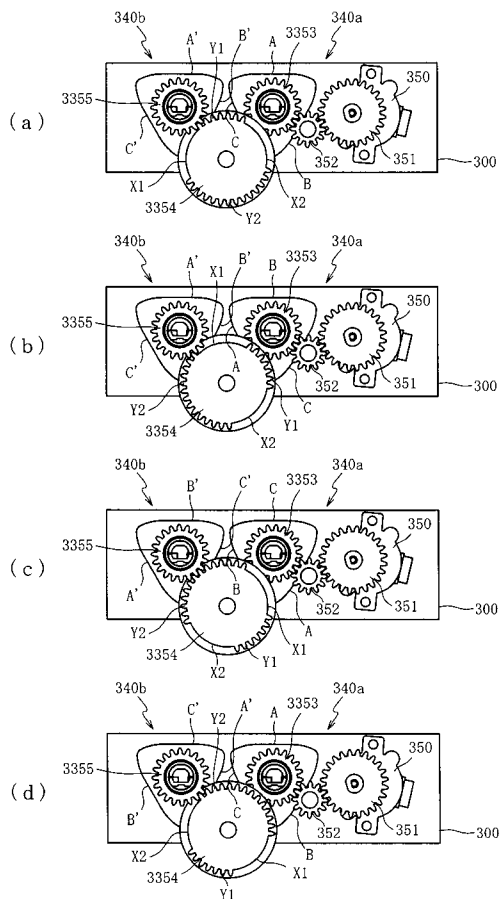 340b Y1 B' 3353 340a
A' A 350
3355
(a)
C' C
351 300
X1 352
3354 B X2
Y2
340b X1 B' 3353 340a
A' B 350
3355
(b)
C' A
351 300
Y2 352
3354 C Y1
X2
340b C' 3353 340a
B' C 350
3355
(c)
A' B
351 300
Y2 352
3354 A X1
X2 Y1
340b Y2 A' 3353 340a
C' A 350
3355
(d)
B' C
351 300
X2 352
3354 B X1
Y1